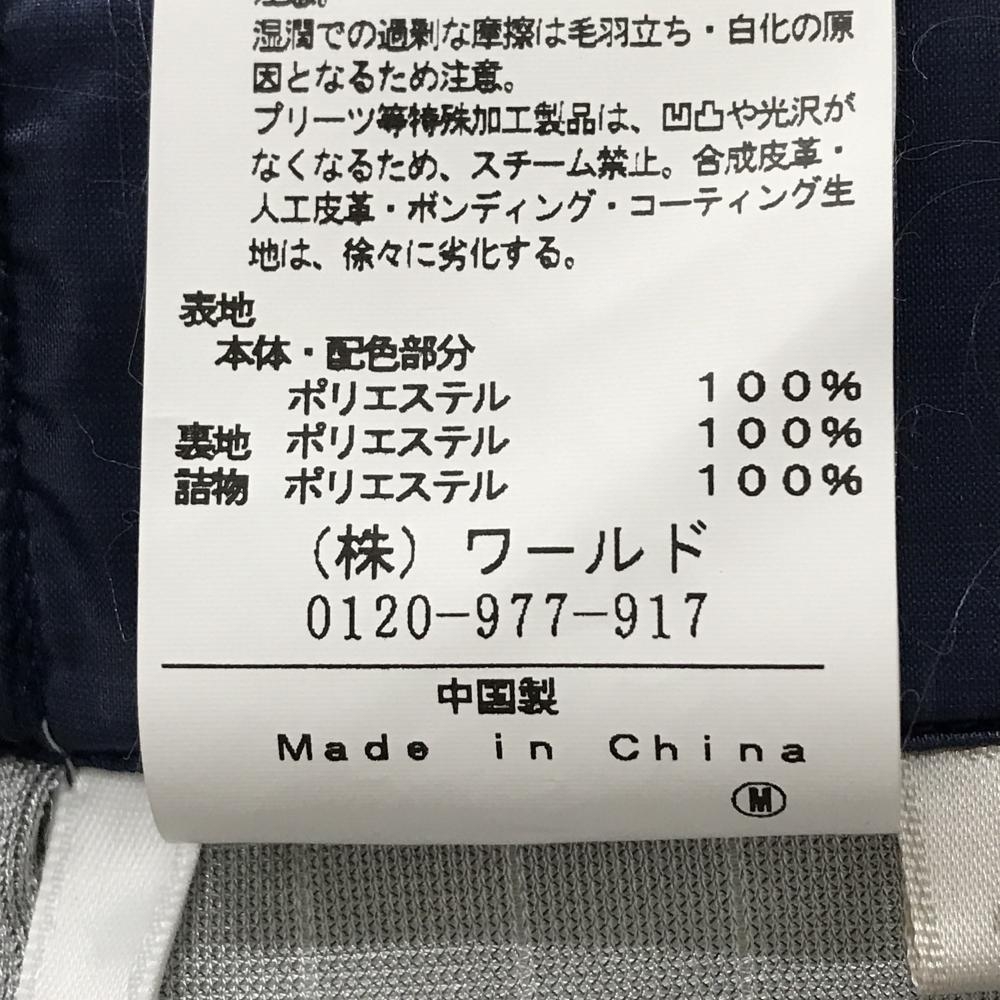 湿潤での過剰な摩擦は毛羽立ち・白化の原
因となるため注意。
プリーツ等特殊加工製品は、凹凸や光沢が
なくなるため、スチーム禁止。合成皮革・
人工皮革・ボンディング・コーティング生
地は、徐々に劣化する。
表地
本体・配色部分
ポリエステル 100%
裏地 ポリエステル 100%
詰物 ポリエステル 100%
(株) ワールド
0120-977-917
中国製
Made in China
M